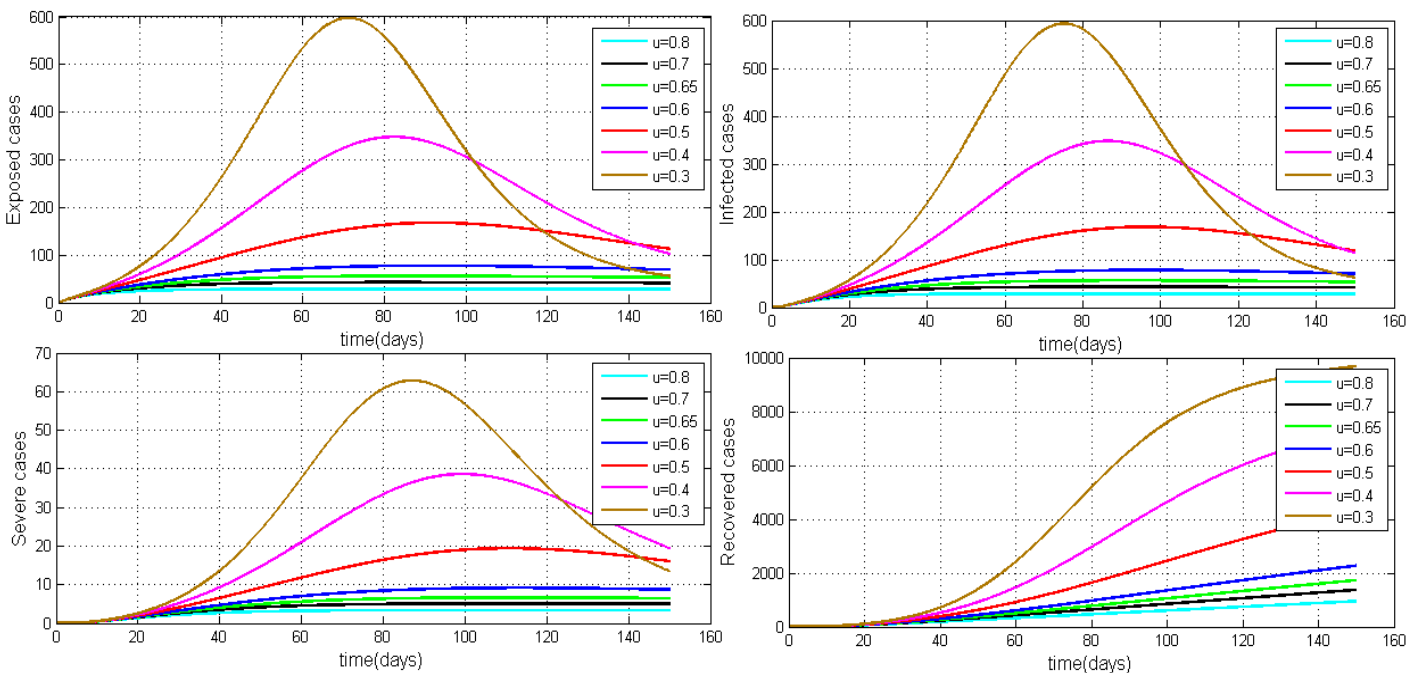 600
500
400
300
200
100
0
Exposed cases
0 20 40 60 80 100 120 140 160
time(days)
u=0.8
u=0.7
u=0.65
u=0.6
u=0.5
u=0.4
u=0.3
600
500
400
300
200
100
0
Infected cases
0 20 40 60 80 100 120 140 160
time(days)
u=0.8
u=0.7
u=0.65
u=0.6
u=0.5
u=0.4
u=0.3
70
60
50
40
30
20
10
0
Severe cases
0 20 40 60 80 100 120 140 160
time(days)
u=0.8
u=0.7
u=0.65
u=0.6
u=0.5
u=0.4
u=0.3
10000
8000
6000
4000
2000
0
Recovered cases
0 20 40 60 80 100 120 140 160
time(days)
u=0.8
u=0.7
u=0.65
u=0.6
u=0.5
u=0.4
u=0.3